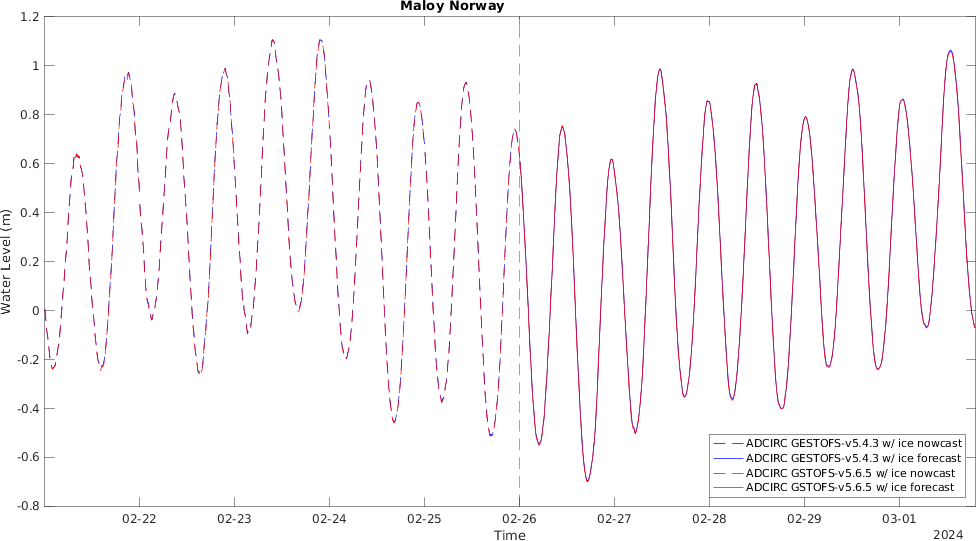 Maloy Norway
1.2
1
0.8
0.6
0.4
0.2
0
-0.2
-0.4
-0.6
-0.8
Water Level (m)
ADCIRC GESTOFS-v5.4.3 w/ ice nowcast
ADCIRC GESTOFS-v5.4.3 w/ ice forecast
ADCIRC GSTOFS-v5.6.5 w/ ice nowcast
ADCIRC GSTOFS-v5.6.5 w/ ice forecast
02-22 02-23 02-24 02-25 02-26 02-27 02-28 02-29 03-01
Time
2024